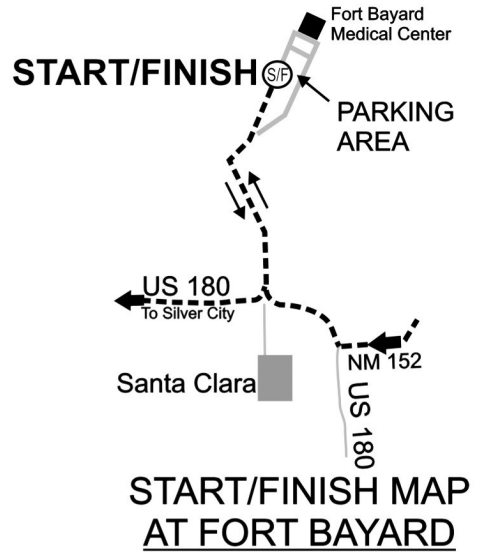 Fort Bayard
Medical Center
START/FINISH
S/F
PARKING
AREA
US 180
To Silver City
NM 152
Santa Clara
US 180
START/FINISH MAP
AT FORT BAYARD